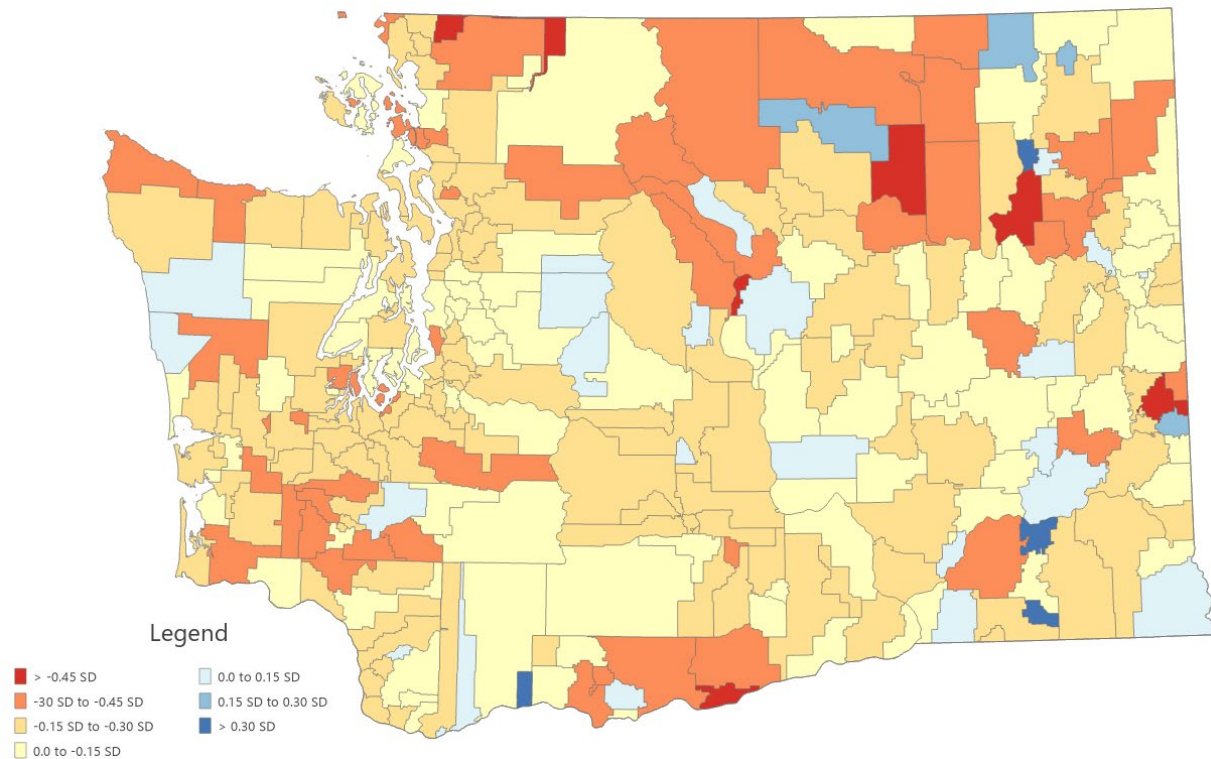 Legend
> -0.45 SD
-30 SD to -0.45 SD
-0.15 SD to -0.30 SD
0.0 to -0.15 SD
0.0 to 0.15 SD
0.15 SD to 0.30 SD
> 0.30 SD